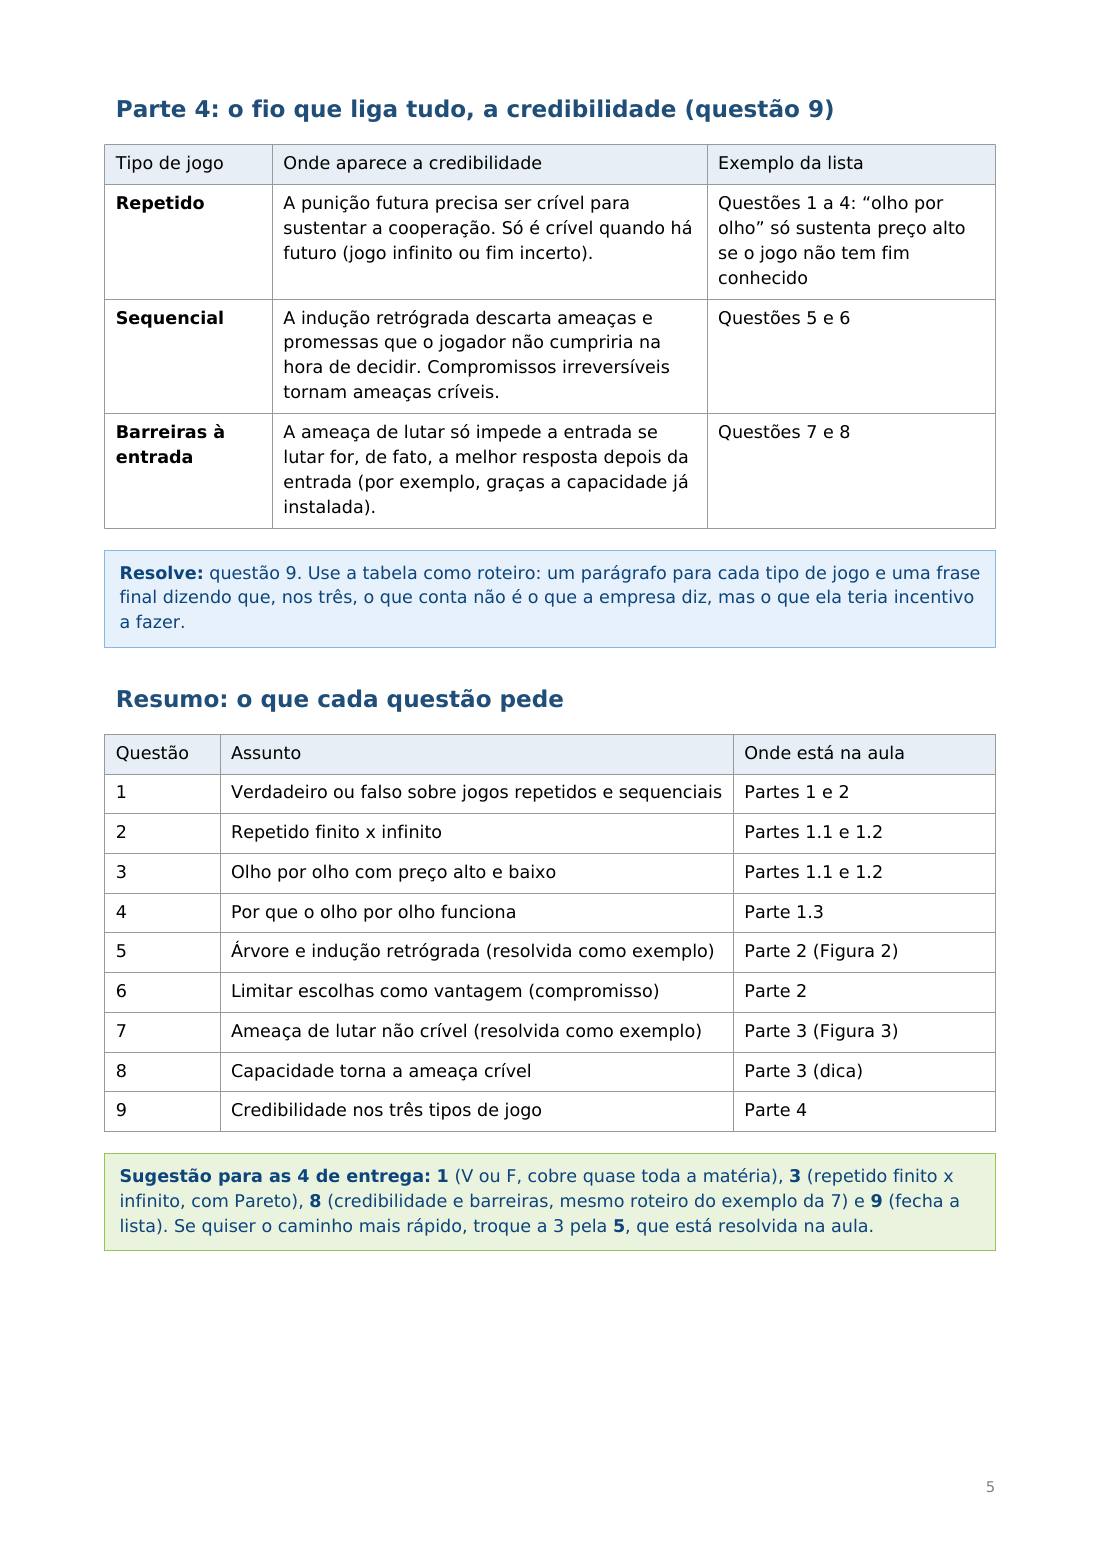 Parte 4: o fio que liga tudo, a credibilidade (questão 9)
Tipo de jogo
Onde aparece a credibilidade
Exemplo da lista
Repetido
A punição futura precisa ser crível para
sustentar a cooperação. Só é crível quando há
futuro (jogo infinito ou fim incerto).
Questões 1 a 4: “olho por
olho” só sustenta preço alto
se o jogo não tem fim
conhecido
Sequencial
A indução retrógrada descarta ameaças e
promessas que o jogador não cumpriria na
hora de decidir. Compromissos irreversíveis
tornam ameaças críveis.
Questões 5 e 6
Barreiras à
entrada
A ameaça de lutar só impede a entrada se
lutar for, de fato, a melhor resposta depois da
entrada (por exemplo, graças a capacidade já
instalada).
Questões 7 e 8
Resolve: questão 9. Use a tabela como roteiro: um parágrafo para cada tipo de jogo e uma frase
final dizendo que, nos três, o que conta não é o que a empresa diz, mas o que ela teria incentivo
a fazer.
Resumo: o que cada questão pede
Questão
Assunto
Onde está na aula
1
Verdadeiro ou falso sobre jogos repetidos e sequenciais
Partes 1 e 2
2
Repetido finito x infinito
Partes 1.1 e 1.2
3
Olho por olho com preço alto e baixo
Partes 1.1 e 1.2
4
Por que o olho por olho funciona
Parte 1.3
5
Árvore e indução retrógrada (resolvida como exemplo)
Parte 2 (Figura 2)
6
Limitar escolhas como vantagem (compromisso)
Parte 2
7
Ameaça de lutar não crível (resolvida como exemplo)
Parte 3 (Figura 3)
8
Capacidade torna a ameaça crível
Parte 3 (dica)
9
Credibilidade nos três tipos de jogo
Parte 4
Sugestão para as 4 de entrega: 1 (V ou F, cobre quase toda a matéria), 3 (repetido finito x
infinito, com Pareto), 8 (credibilidade e barreiras, mesmo roteiro do exemplo da 7) e 9 (fecha a
lista). Se quiser o caminho mais rápido, troque a 3 pela 5, que está resolvida na aula.
5